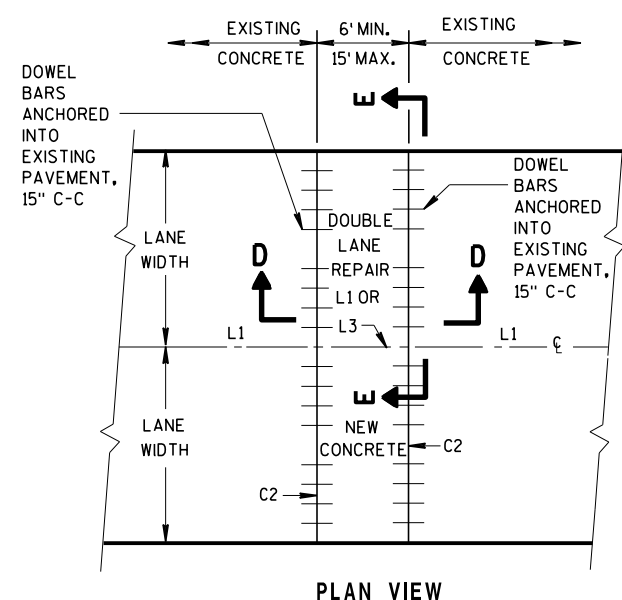 EXISTING
6' MIN.
EXISTING
CONCRETE
15' MAX.
CONCRETE
DOWEL
BARS
ANCHORED
INTO
EXISTING
PAVEMENT,
15" C-C
E
DOWEL
BARS
ANCHORED
INTO
EXISTING
PAVEMENT,
15" C-C
LANE
WIDTH
DOUBLE
LANE
REPAIR
L1 OR
L3
D
D
L1
L1
℄
E
LANE
WIDTH
NEW
CONCRETE
C2
C2
PLAN VIEW